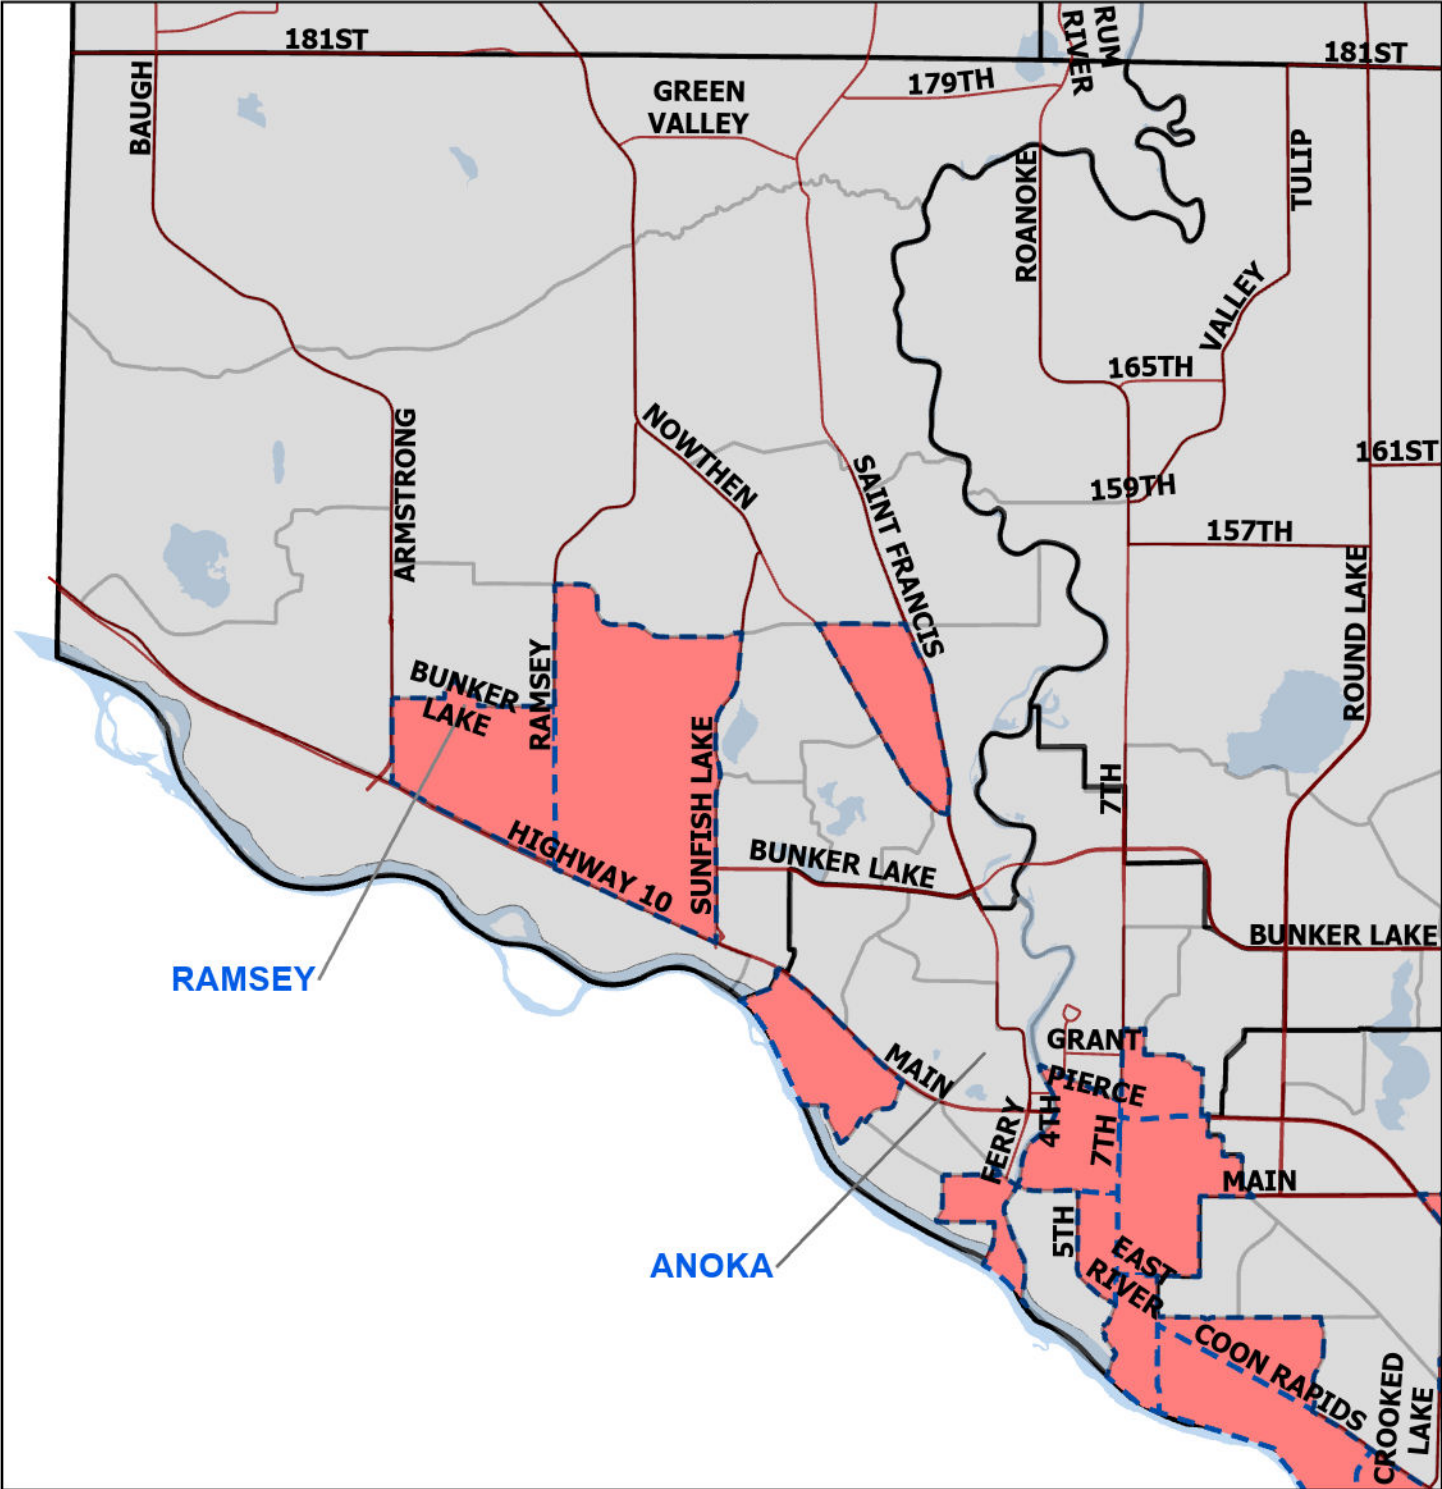 181ST
RUM
RIVER
181ST
BAUGH
GREEN
VALLEY
179TH
TULIP
ROANOKE
VALLEY
165TH
ARMSTRONG
NOWTHEN
161ST
SAINT FRANCIS
159TH
157TH
ROUND LAKE
BUNKER
LAKE
RAMSEY
SUNFISH LAKE
7TH
HIGHWAY 10
BUNKER LAKE
BUNKER LAKE
RAMSEY
GRANT
MAIN
PIERCE
4TH
7TH
FERRY
MAIN
5TH
ANOKA
EAST
RIVER
COON RAPIDS
CROOKED
LAKE